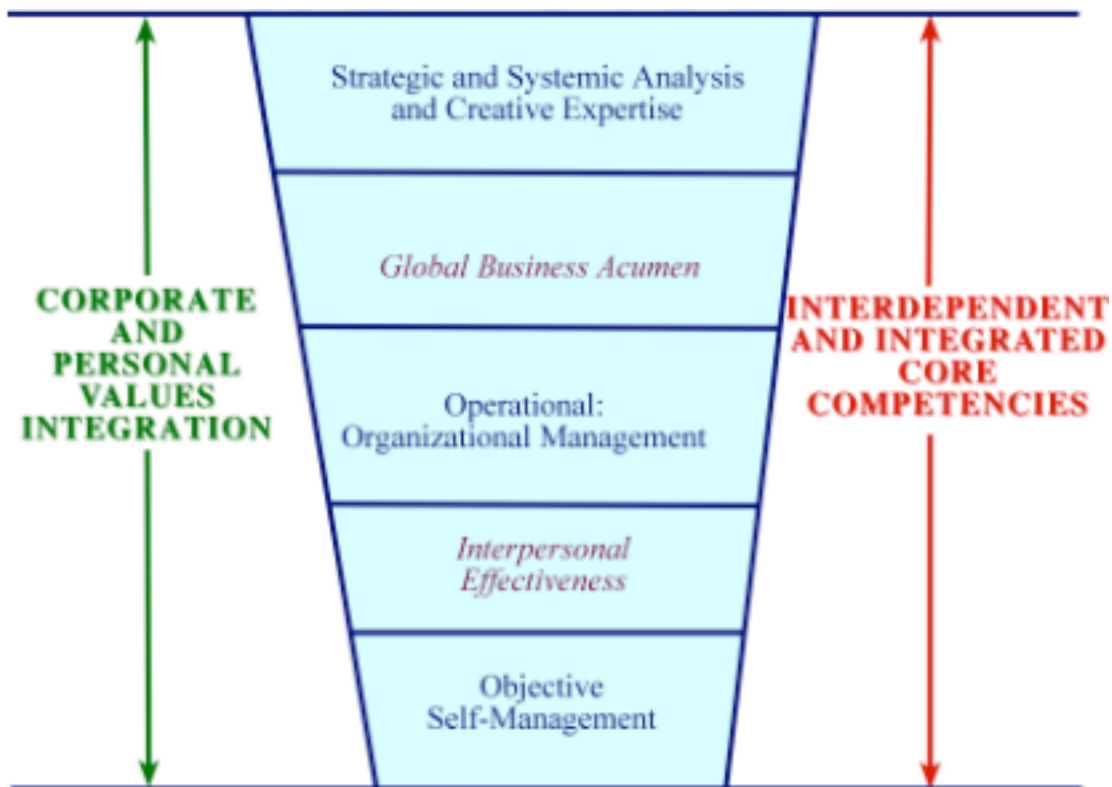 Strategic and Systemic Analysis
and Creative Expertise
Global Business Acumen
CORPORATE
AND
PERSONAL
VALUES
INTEGRATION
INTERDEPENDENT
AND INTEGRATED
CORE
COMPETENCIES
Operational:
Organizational Management
Interpersonal
Effectiveness
Objective
Self-Management